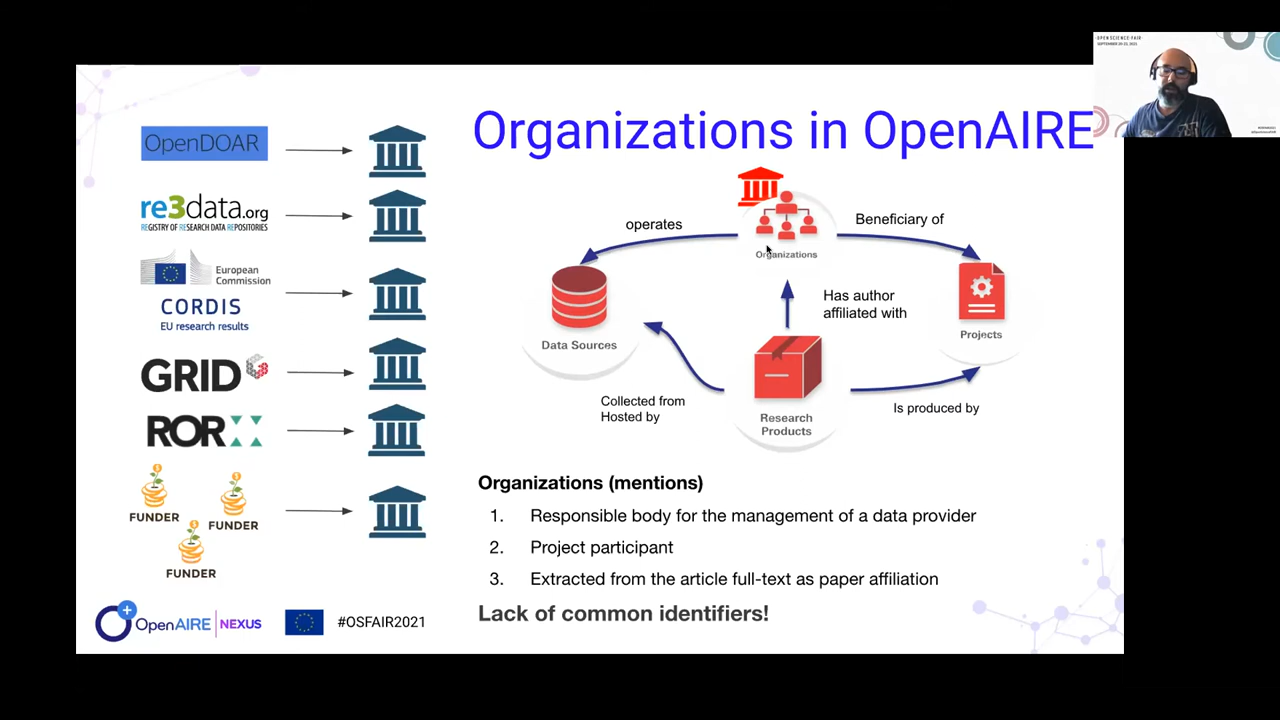 OPEN SCIENCE FAIR
Organizations in OpenAIRE
OpenDOAR
re3data.org
REGISTRY OF RESEARCH DATA REPOSITORIES
European
Commission
CORDIS
EU research results
GRID
ROR
FUNDER
FUNDER
FUNDER
operates
Beneficiary of
Organizations
Has author
affiliated with
Data Sources
Projects
Collected from
Hosted by
Research
Products
Is produced by
Organizations (mentions)
1. Responsible body for the management of a data provider
2. Project participant
3. Extracted from the article full-text as paper affiliation
Lack of common identifiers!
OpenAIRE NEXUS
#OSFAIR2021